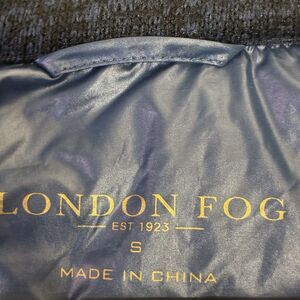 LONDON FOG
EST 1923
S
MADE IN CHINA